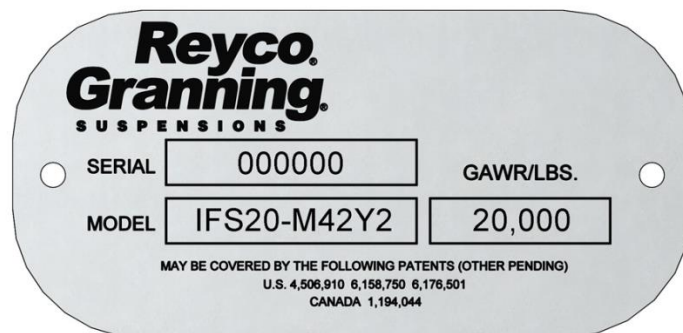 Reyco®
Granning®
SUSPENSIONS
SERIAL 000000
GAWR/LBS.
MODEL IFS20-M42Y2 20,000
MAY BE COVERED BY THE FOLLOWING PATENTS (OTHER PENDING)
U.S. 4,506,910 6,158,750 6,176,501
CANADA 1,194,044